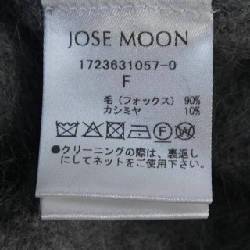 JOSE MOON
1723631057-0
F
毛(フォックス) 90%
カシミヤ 10%
●クリーニングの際は、裏返し
にしてネットをご使用下さい。